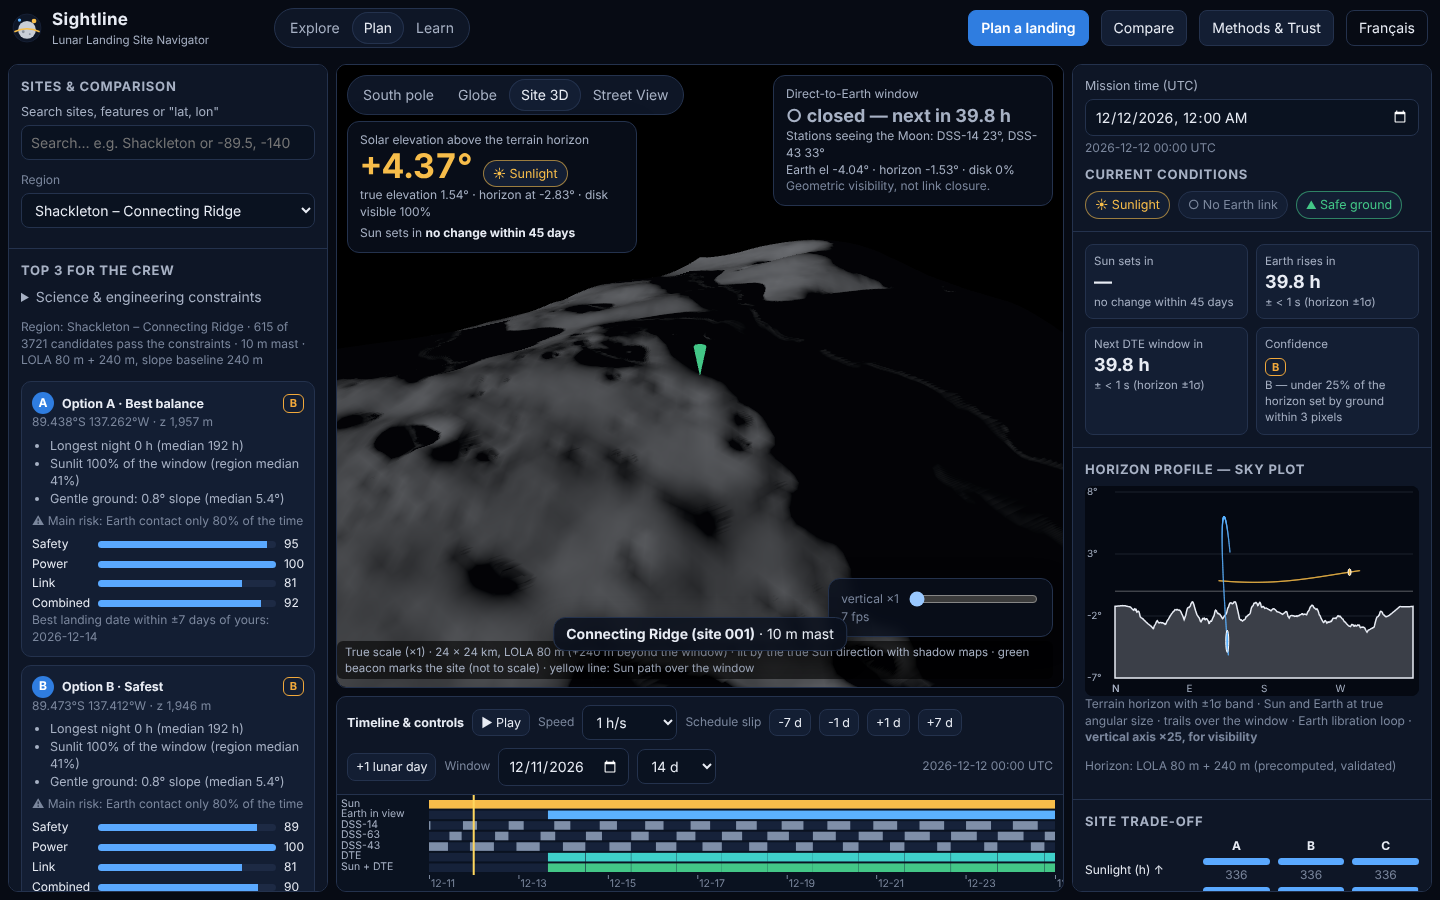 Sightline
Lunar Landing Site Navigator
Explore
Plan
Learn
Plan a landing
Compare
Methods & Trust
Français
SITES & COMPARISON
Search sites, features or "lat, lon"
Search... e.g. Shackleton or -89.5, -140
Region
Shackleton – Connecting Ridge
TOP 3 FOR THE CREW
Science & engineering constraints
Region: Shackleton – Connecting Ridge · 615 of
3721 candidates pass the constraints · 10 m mast ·
LOLA 80 m + 240 m, slope baseline 240 m
A Option A · Best balance B
89.438°S 137.262°W · z 1,957 m
• Longest night 0 h (median 192 h)
• Sunlit 100% of the window (region median
41%)
• Gentle ground: 0.8° slope (median 5.4°)
⚠ Main risk: Earth contact only 80% of the time
Safety 95
Power 100
Link 81
Combined 92
Best landing date within ±7 days of yours:
2026-12-14
B Option B · Safest B
89.473°S 137.412°W · z 1,946 m
• Longest night 0 h (median 192 h)
• Sunlit 100% of the window (region median
41%)
• Gentle ground: 0.8° slope (median 5.4°)
⚠ Main risk: Earth contact only 80% of the time
Safety 89
Power 100
Link 81
Combined 90
South pole
Globe
Site 3D
Street View
Solar elevation above the terrain horizon
+4.37° ☀ Sunlight
true elevation 1.54° · horizon at -2.83° · disk
visible 100%
Sun sets in no change within 45 days
Direct-to-Earth window
○ closed — next in 39.8 h
Stations seeing the Moon: DSS-14 23°, DSS-
43 33°
Earth el -4.04° · horizon -1.53° · disk 0%
Geometric visibility, not link closure.
vertical ×1
7 fps
Connecting Ridge (site 001) · 10 m mast
True scale (×1) · 24 × 24 km, LOLA 80 m (+240 m beyond the window) · lit by the true Sun direction with shadow maps · green
beacon marks the site (not to scale) · yellow line: Sun path over the window
Timeline & controls
▶ Play
Speed
1 h/s
Schedule slip
-7 d
-1 d
+1 d
+7 d
+1 lunar day
Window
12/11/2026
14 d
2026-12-12 00:00 UTC
Sun
Earth in view
DSS-14
DSS-63
DSS-43
DTE
Sun + DTE
12-11
12-13
12-15
12-17
12-19
12-21
12-23
Mission time (UTC)
12/12/2026, 12:00 AM
2026-12-12 00:00 UTC
CURRENT CONDITIONS
☀ Sunlight
○ No Earth link
▲ Safe ground
Sun sets in
—
no change within 45 days
Earth rises in
39.8 h
± < 1 s (horizon ±1σ)
Next DTE window in
39.8 h
± < 1 s (horizon ±1σ)
Confidence
B
B — under 25% of the
horizon set by ground
within 3 pixels
HORIZON PROFILE — SKY PLOT
8°
3°
-2°
-7°
N
E
S
W
Terrain horizon with ±1σ band · Sun and Earth at true
angular size · trails over the window · Earth libration loop ·
vertical axis ×25, for visibility
Horizon: LOLA 80 m + 240 m (precomputed, validated)
SITE TRADE-OFF
A
B
C
Sunlight (h) ↑
336
336
336